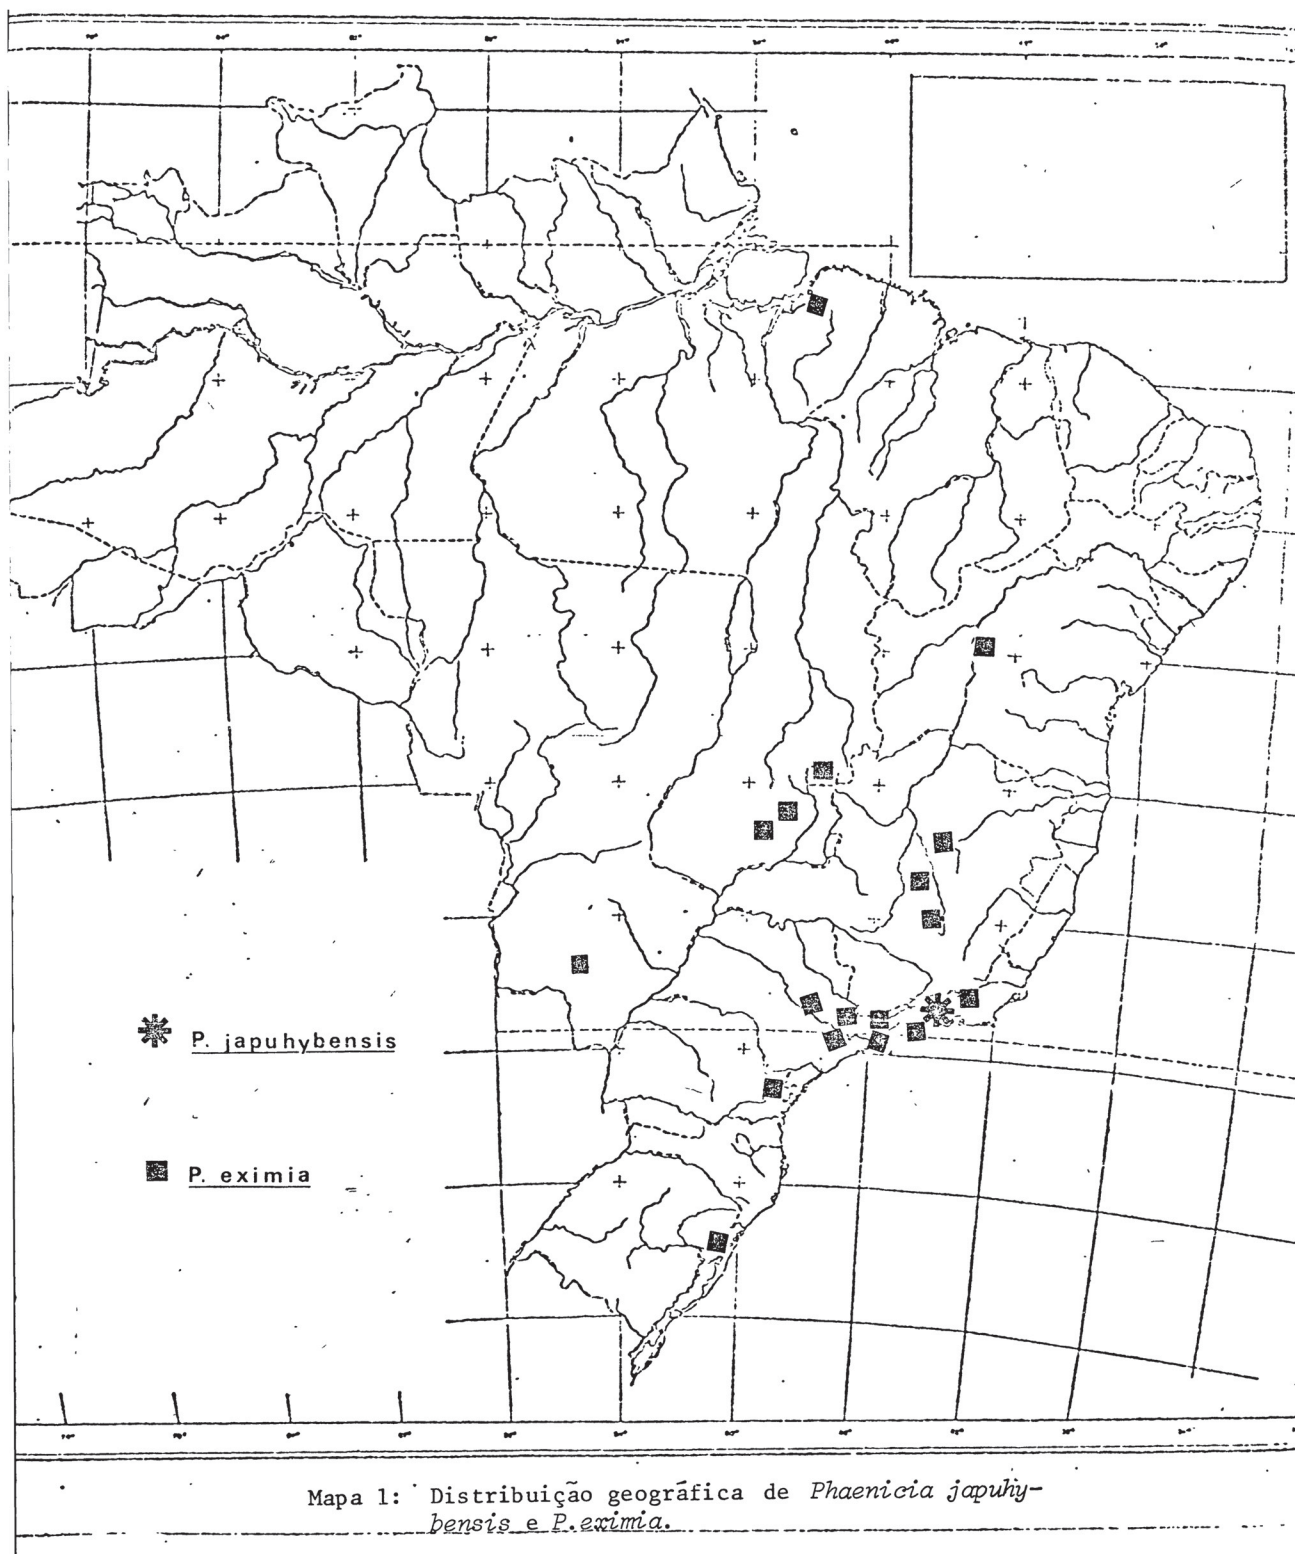 P. japuhybensis
P. eximia
Mapa 1: Distribuição geográfica de Phaenicia japuhy-
bensis e P.eximia.